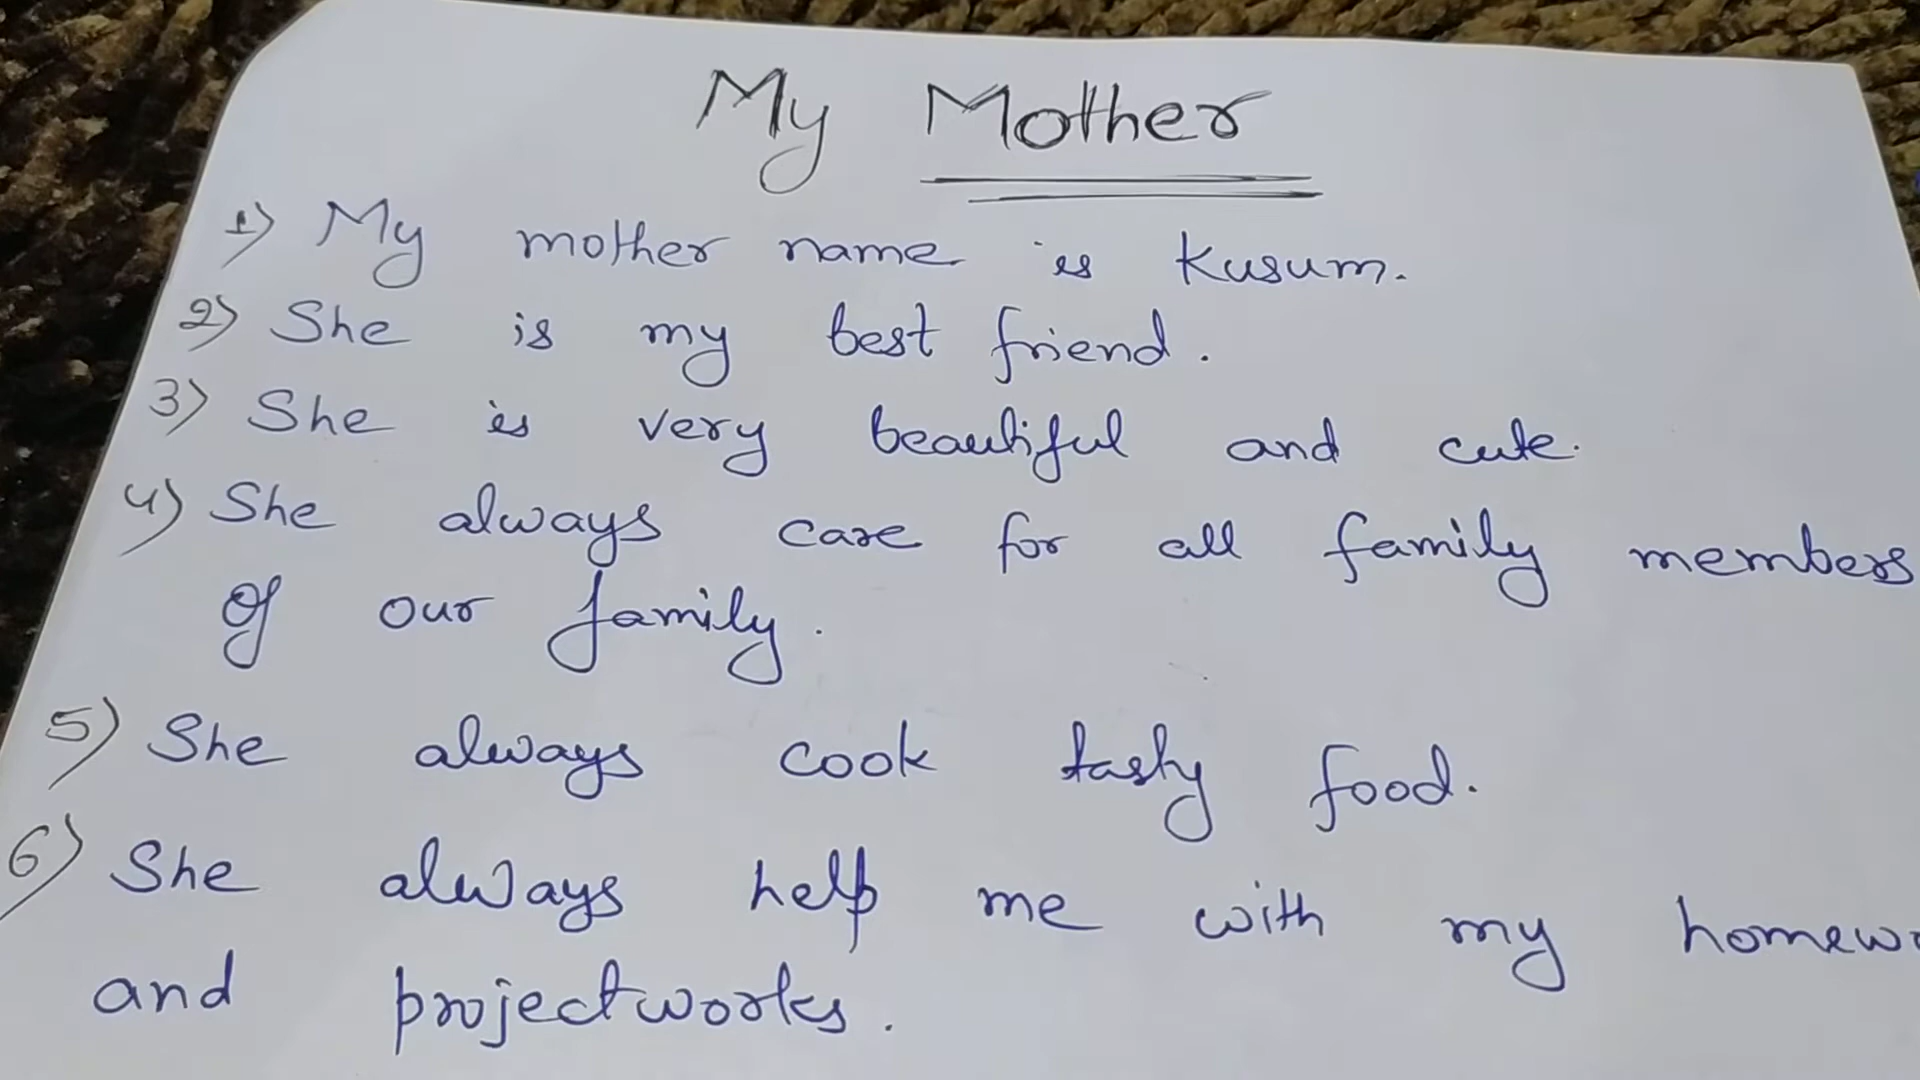 My Mother
1) My mother name is Kusum.
2) She is my best friend.
3) She is very beautiful and cute.
4) She always care for all family members
of our family.
5) She always cook tasty food.
6) She always help me with my homewo
and projectworks.